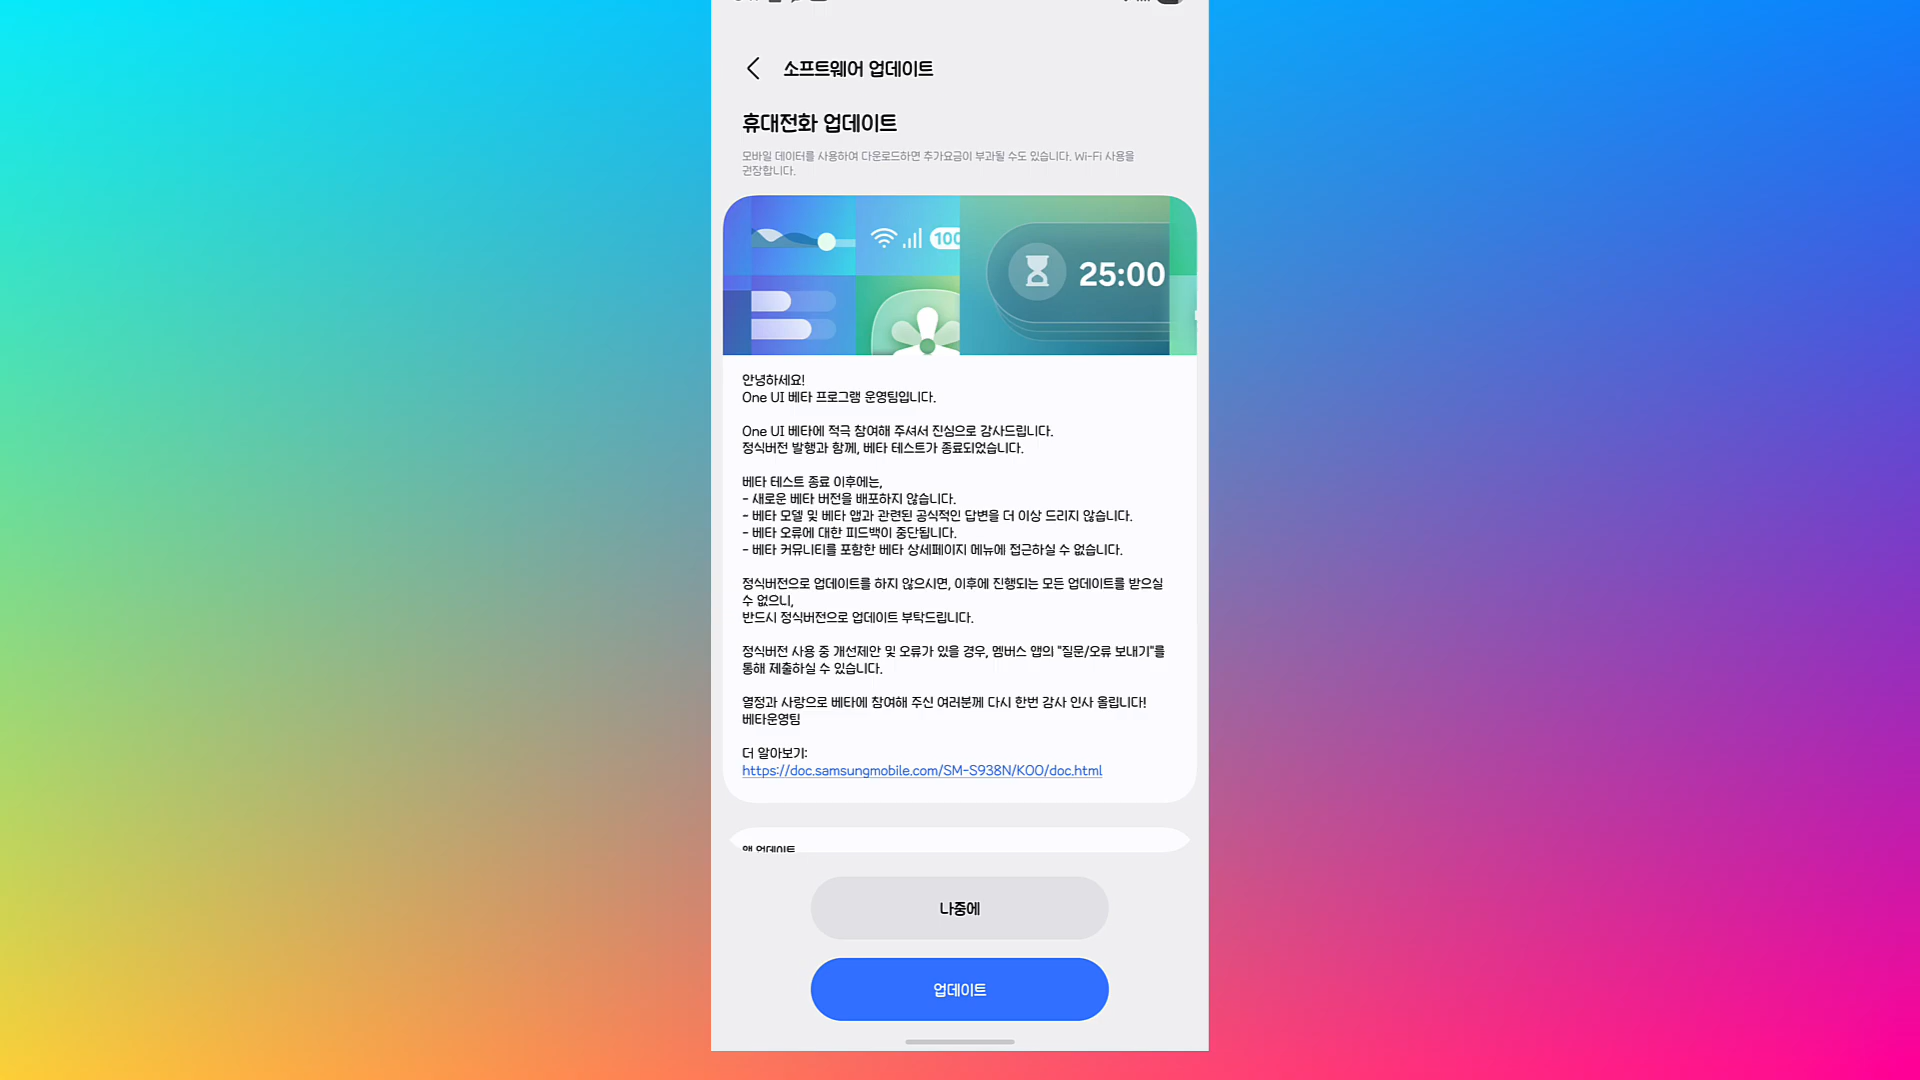 소프트웨어 업데이트
휴대전화 업데이트
모바일 데이터를 사용하여 다운로드하면 추가요금이 부과될 수도 있습니다. Wi-Fi 사용을
권장합니다.
100
25:00
안녕하세요!
One UI 베타 프로그램 운영팀입니다.
One UI 베타에 적극 참여해 주셔서 진심으로 감사드립니다.
정식버전 발행과 함께, 베타 테스트가 종료되었습니다.
베타 테스트 종료 이후에는,
- 새로운 베타 버전을 배포하지 않습니다.
- 베타 모델 및 베타 앱과 관련된 공식적인 답변을 더 이상 드리지 않습니다.
- 베타 오류에 대한 피드백이 중단됩니다.
- 베타 커뮤니티를 포함한 베타 상세페이지 메뉴에 접근하실 수 없습니다.
정식버전으로 업데이트를 하지 않으시면, 이후에 진행되는 모든 업데이트를 받으실
수 없으니,
반드시 정식버전으로 업데이트 부탁드립니다.
정식버전 사용 중 개선제안 및 오류가 있을 경우, 멤버스 앱의 "질문/오류 보내기"를
통해 제출하실 수 있습니다.
열정과 사랑으로 베타에 참여해 주신 여러분께 다시 한번 감사 인사 올립니다!
베타운영팀
더 알아보기:
https://doc.samsungmobile.com/SM-S938N/KOO/doc.html
앱 업데이트
나중에
업데이트